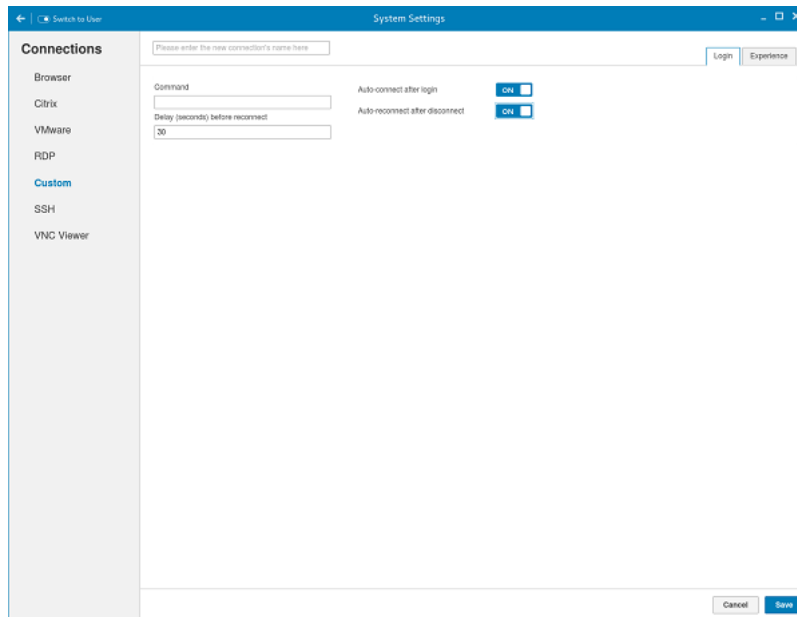 Switch to User
System Settings
Connections
Please enter the new connection's name here
Login
Experience
Browser
Citrix
VMware
RDP
Custom
SSH
VNC Viewer
Command
Auto-connect after login
ON
Delay (seconds) before reconnect
Auto-reconnect after disconnect
ON
30
Cancel
Save